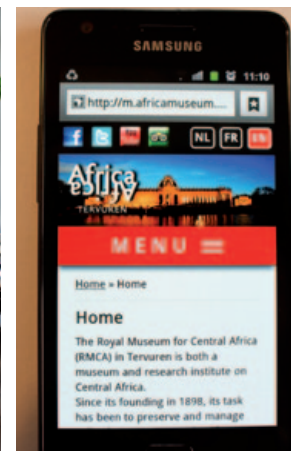 SAMSUNG
11:10
http://m.africamuseum....
NL FR EN
Africa
TERVUREN
MENU
Home » Home
Home
The Royal Museum for Central Africa
(RMCA) in Tervuren is both a
museum and research institute on
Central Africa.
Since its founding in 1898, its task
has been to preserve and manage